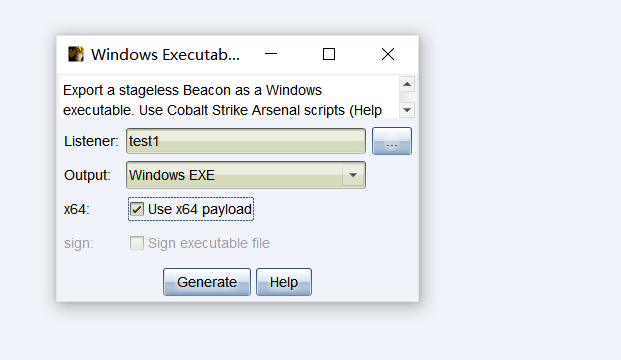 Windows Executab...
Export a stageless Beacon as a Windows
executable. Use Cobalt Strike Arsenal scripts (Help
Listener: test1 ...
Output: Windows EXE
x64: Use x64 payload
sign: Sign executable file
Generate Help